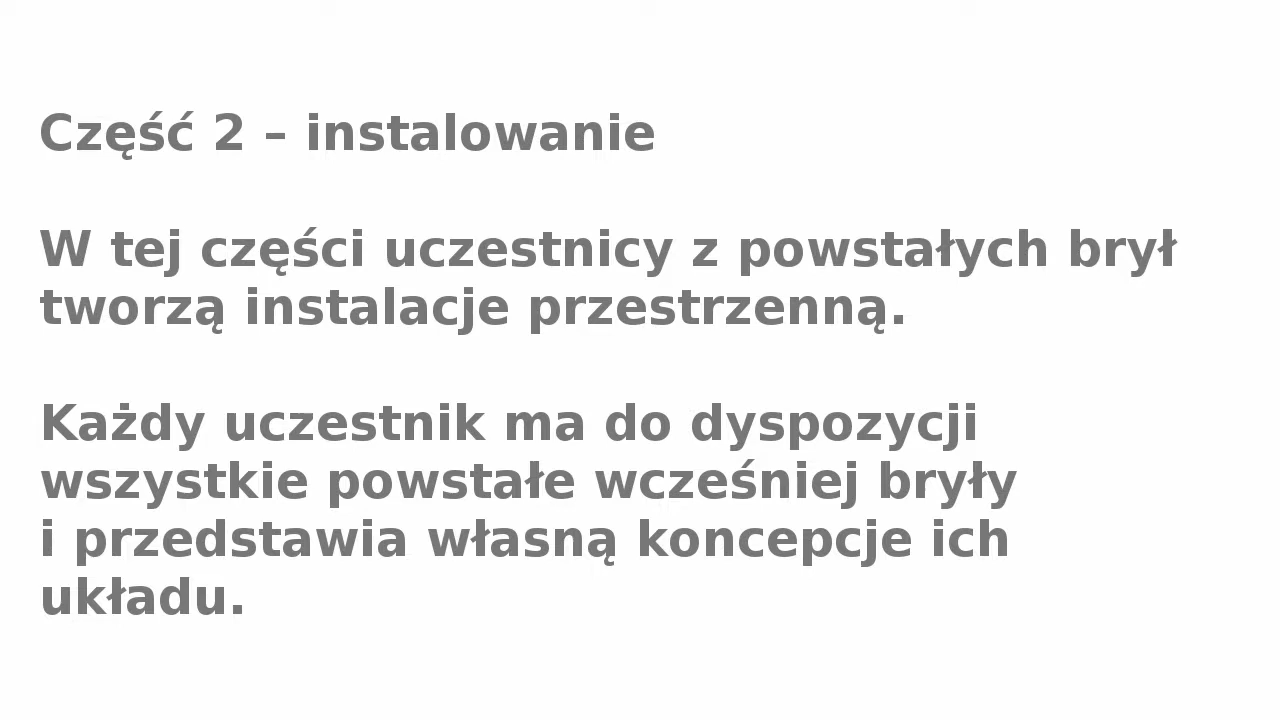 Część 2 – instalowanie
W tej części uczestnicy z powstałych brył
tworzą instalacje przestrzenną.
Każdy uczestnik ma do dyspozycji
wszystkie powstałe wcześniej bryły
i przedstawia własną koncepcje ich
układu.